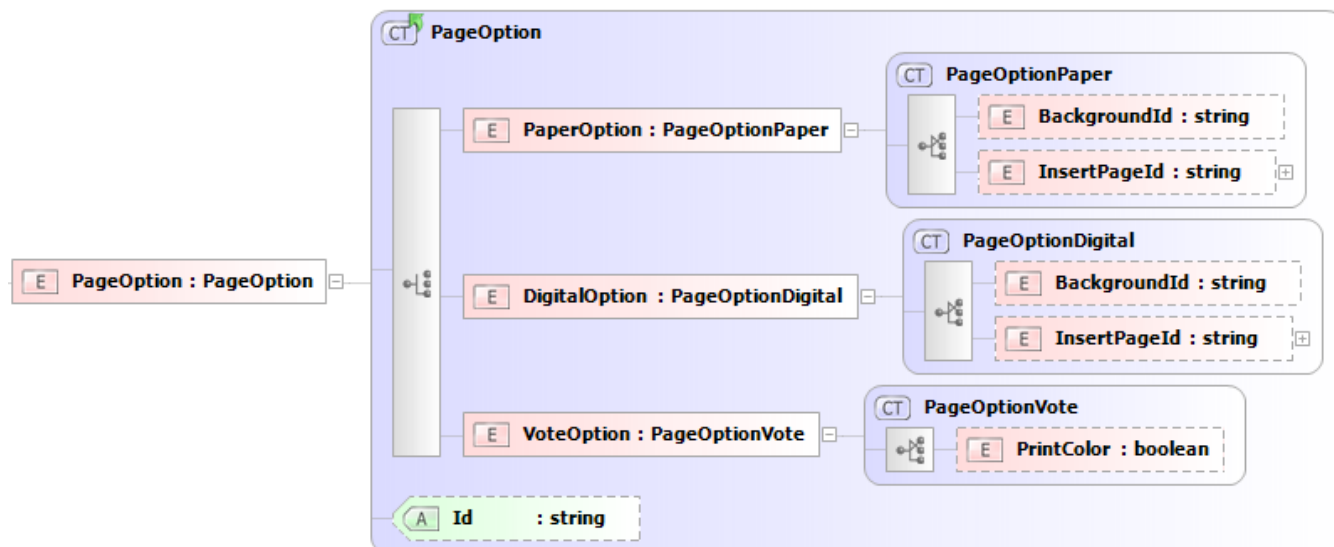 CT PageOption
CT PageOptionPaper
E BackgroundId : string
E PaperOption : PageOptionPaper
E InsertPageId : string
CT PageOptionDigital
E PageOption : PageOption
E BackgroundId : string
E DigitalOption : PageOptionDigital
E InsertPageId : string
CT PageOptionVote
E VoteOption : PageOptionVote
E PrintColor : boolean
A Id : string